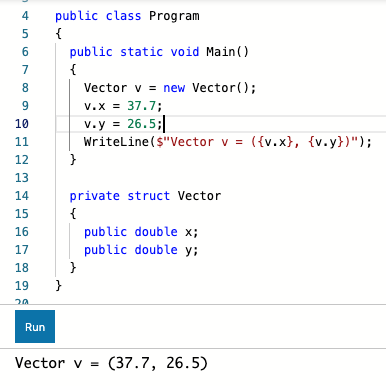 4 public class Program
5 {
6 public static void Main()
7 {
8 Vector v = new Vector();
9 v.x = 37.7;
10 v.y = 26.5;
11 WriteLine($"Vector v = ({v.x}, {v.y})");
12 }
13
14 private struct Vector
15 {
16 public double x;
17 public double y;
18 }
19 }
20
Run
Vector v = (37.7, 26.5)